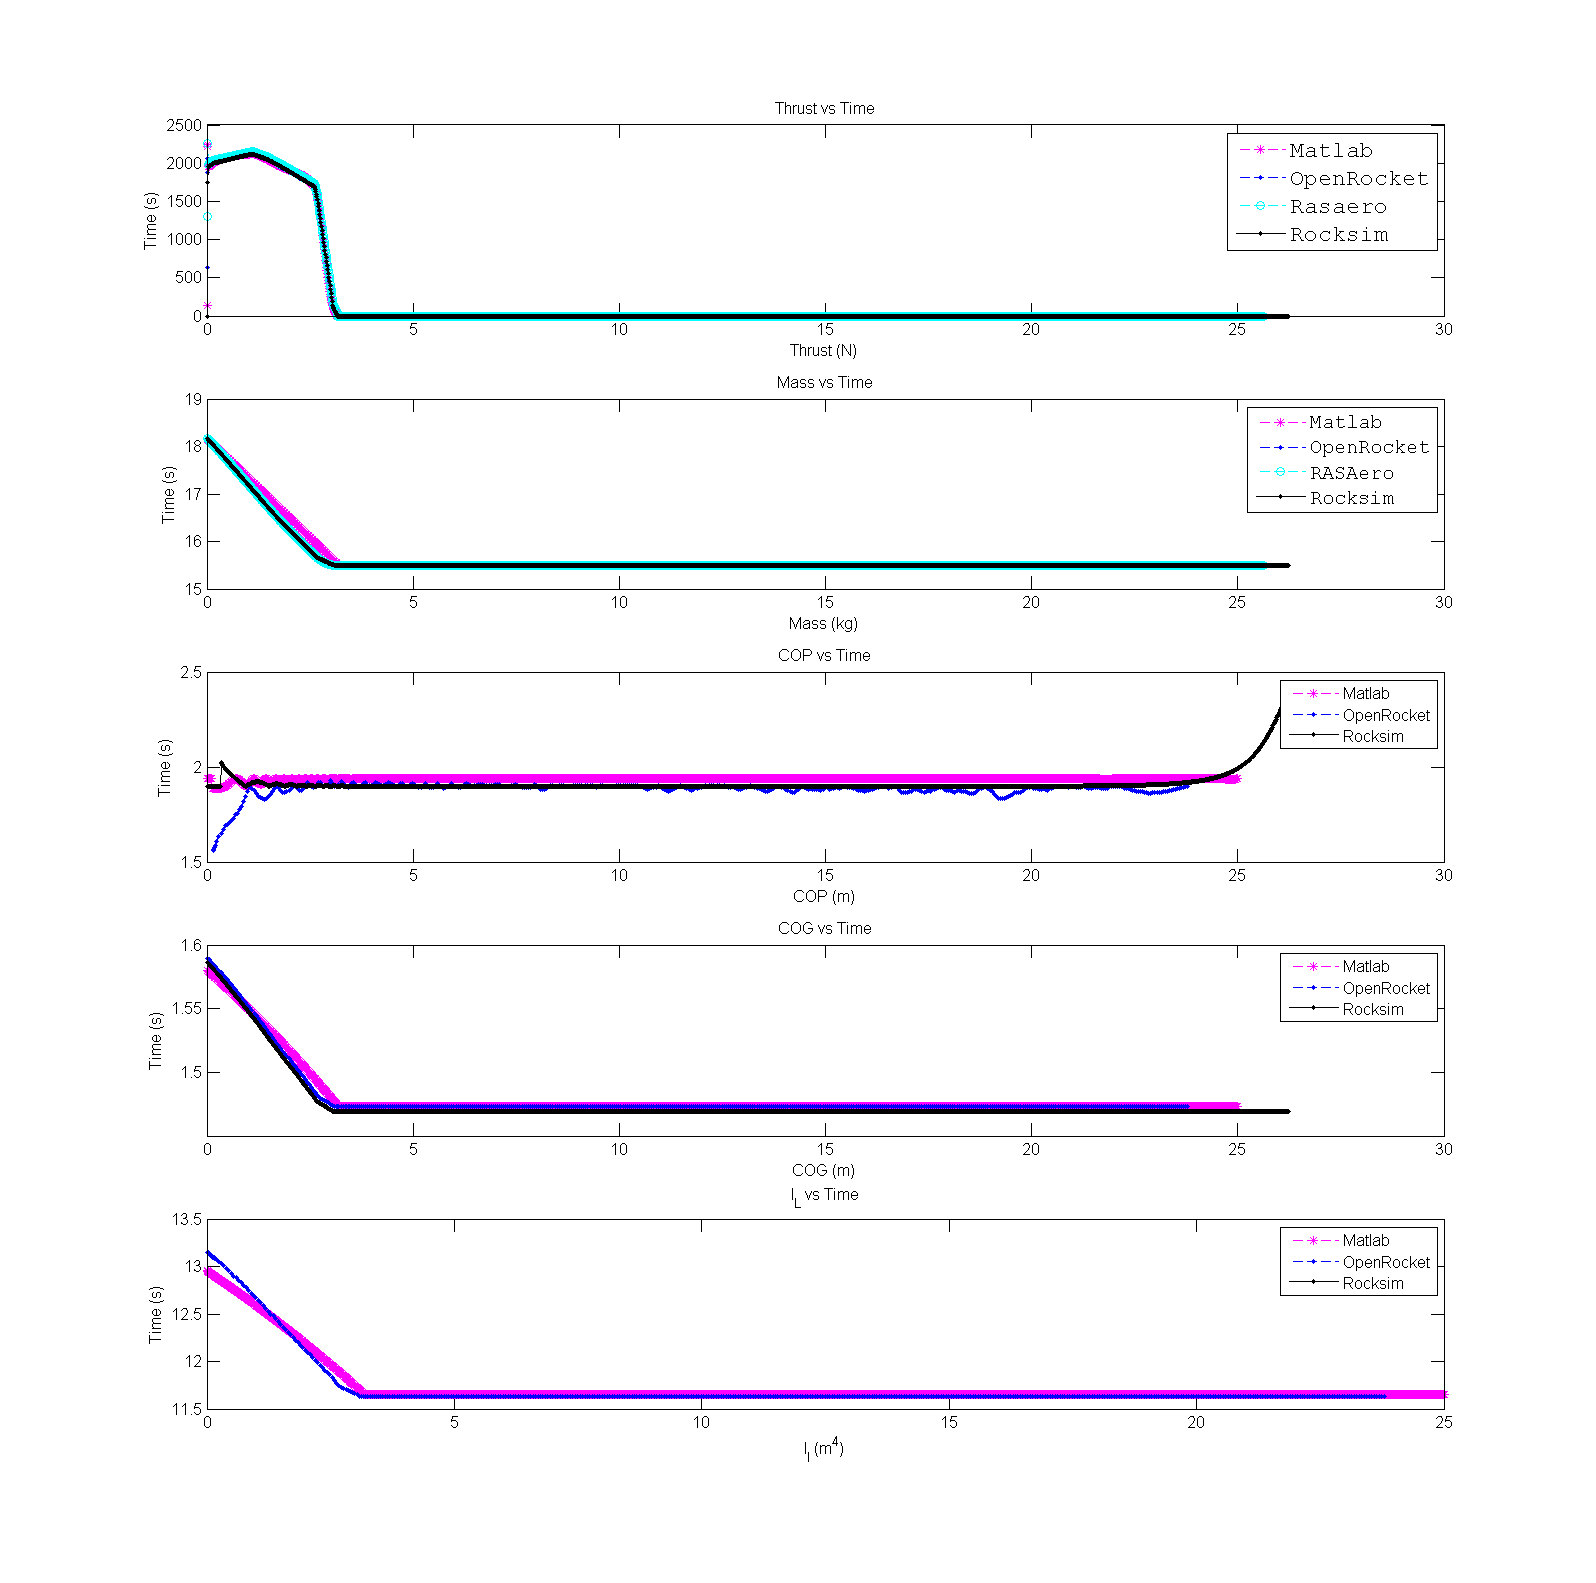 Thrust vs Time
2500
2000
1500
1000
500
0
Time (s)
0 5 10 15 20 25 30
Thrust (N)
Matlab
OpenRocket
Rasaero
Rocksim
Mass vs Time
19
18
17
16
15
Time (s)
0 5 10 15 20 25 30
Mass (kg)
Matlab
OpenRocket
RASAero
Rocksim
COP vs Time
2.5
2
1.5
Time (s)
0 5 10 15 20 25 30
COP (m)
Matlab
OpenRocket
Rocksim
COG vs Time
1.6
1.55
1.5
Time (s)
0 5 10 15 20 25 30
COG (m)
Matlab
OpenRocket
Rocksim
I_L vs Time
13.5
13
12.5
12
11.5
Time (s)
0 5 10 15 20 25
I_l (m^4)
Matlab
OpenRocket
Rocksim